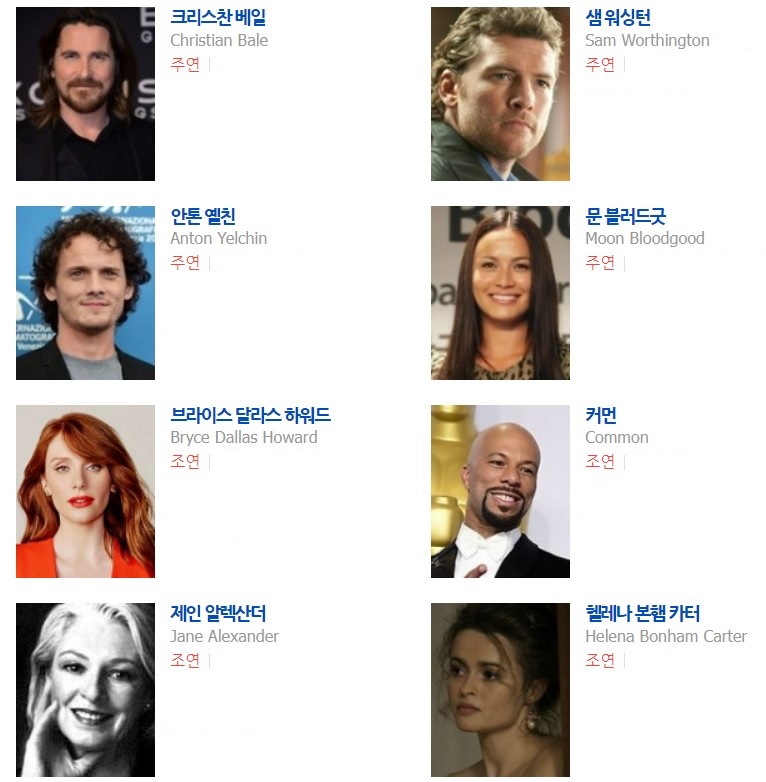 크리스찬 베일
Christian Bale
주연
샘 워싱턴
Sam Worthington
주연
안톤 옐친
Anton Yelchin
주연
문 블러드굿
Moon Bloodgood
주연
브라이스 달라스 하워드
Bryce Dallas Howard
조연
커먼
Common
조연
제인 알렉산더
Jane Alexander
조연
헬레나 본햄 카터
Helena Bonham Carter
조연